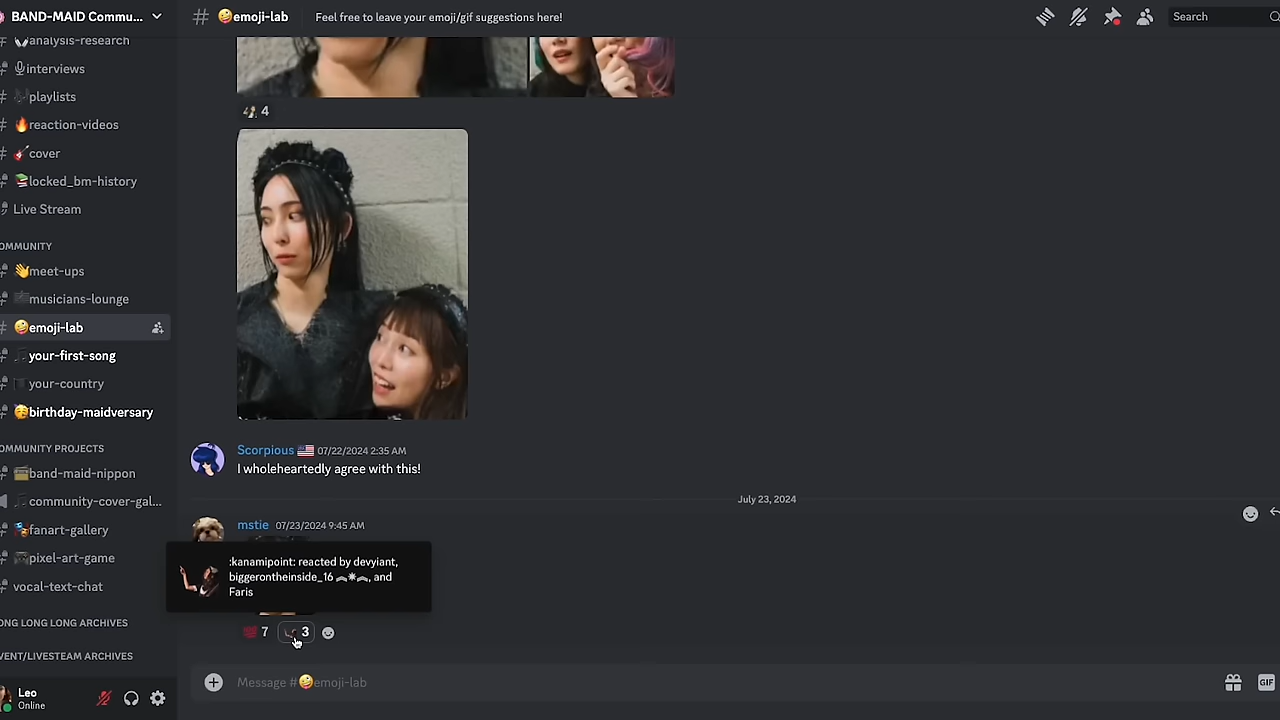 BAND-MAID Commu...
emoji-lab
Feel free to leave your emoji/gif suggestions here!
Search
analysis-research
interviews
playlists
reaction-videos
cover
locked_bm-history
Live Stream
OMMUNITY
meet-ups
musicians-lounge
emoji-lab
your-first-song
your-country
birthday-maidversary
OMMUNITY PROJECTS
band-maid-nippon
community-cover-gal...
fanart-gallery
pixel-art-game
vocal-text-chat
ONG LONG LONG ARCHIVES
VENT/LIVESTEAM ARCHIVES
Leo
Online
4
Scorpious 07/22/2024 2:35 AM
I wholeheartedly agree with this!
July 23, 2024
mstie 07/23/2024 9:45 AM
:kanamipoint: reacted by devyiant,
biggerontheinside_16 ෴☀෴, and
Faris
7
3
Message # emoji-lab
GIF